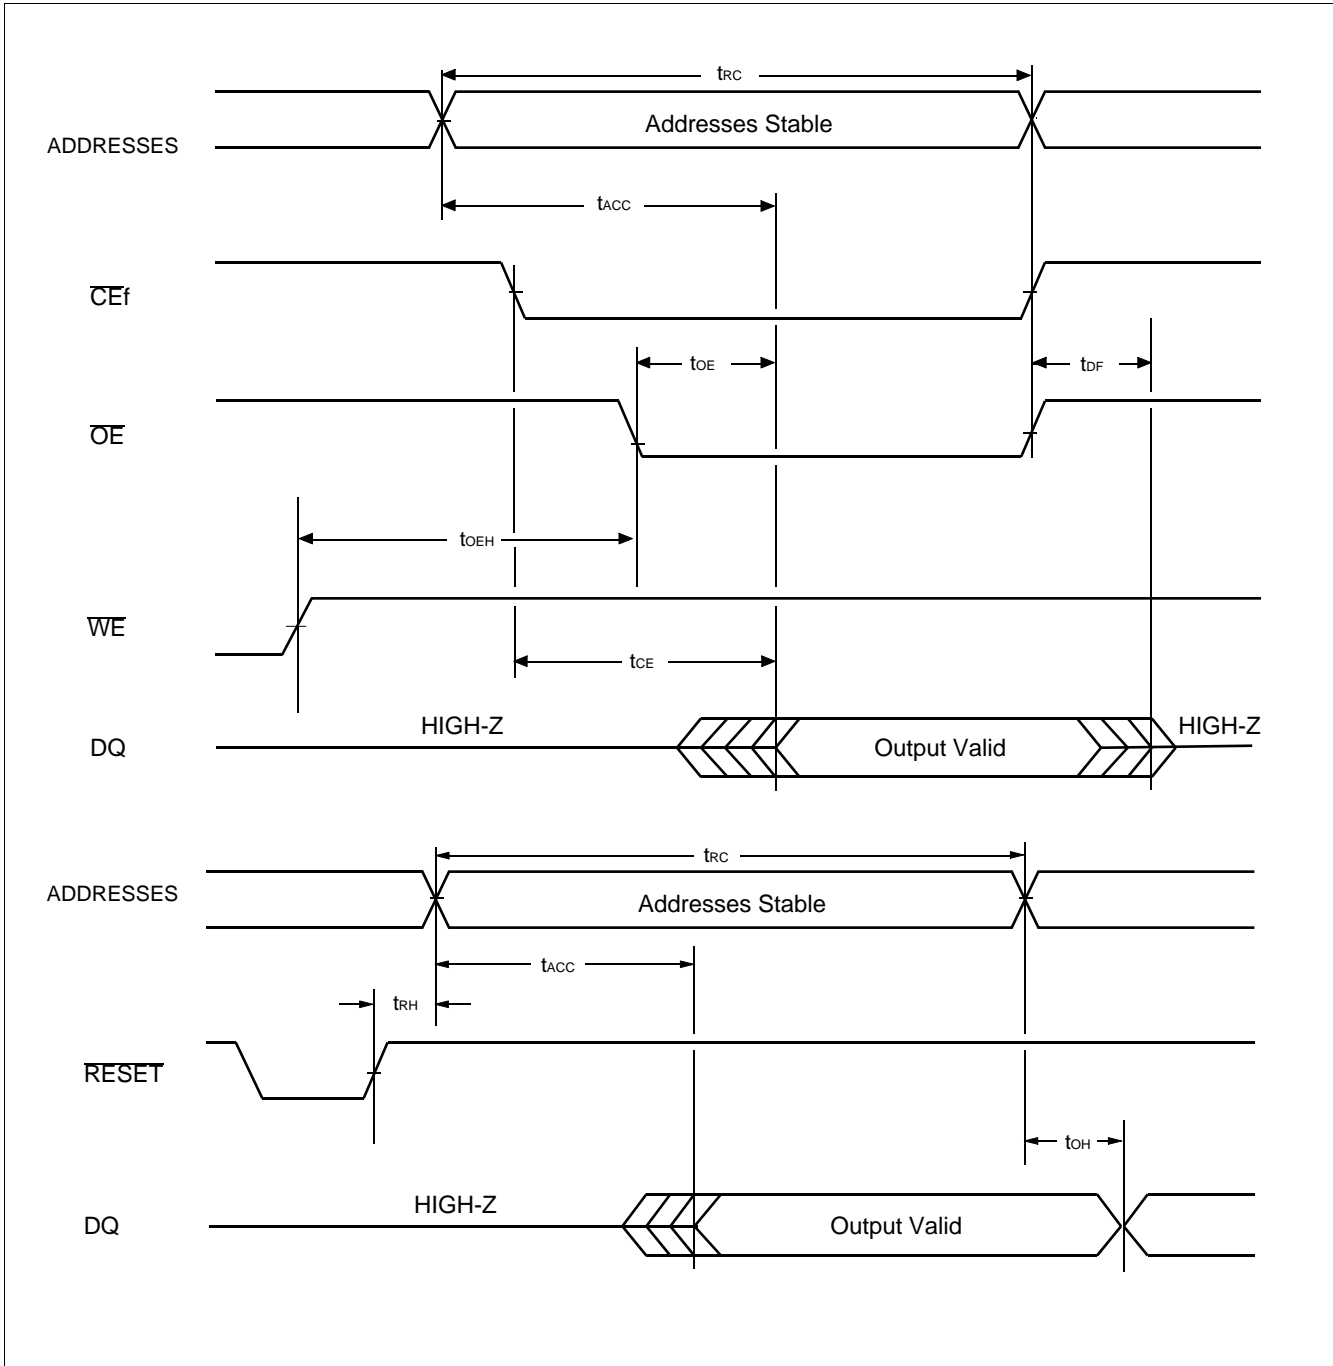 tRC
Addresses Stable
ADDRESSES
tACC
CEf
tOE
tDF
OE
tOEH
WE
tCE
HIGH-Z
HIGH-Z
DQ
Output Valid
tRC
ADDRESSES
Addresses Stable
tACC
tRH
RESET
tOH
HIGH-Z
DQ
Output Valid